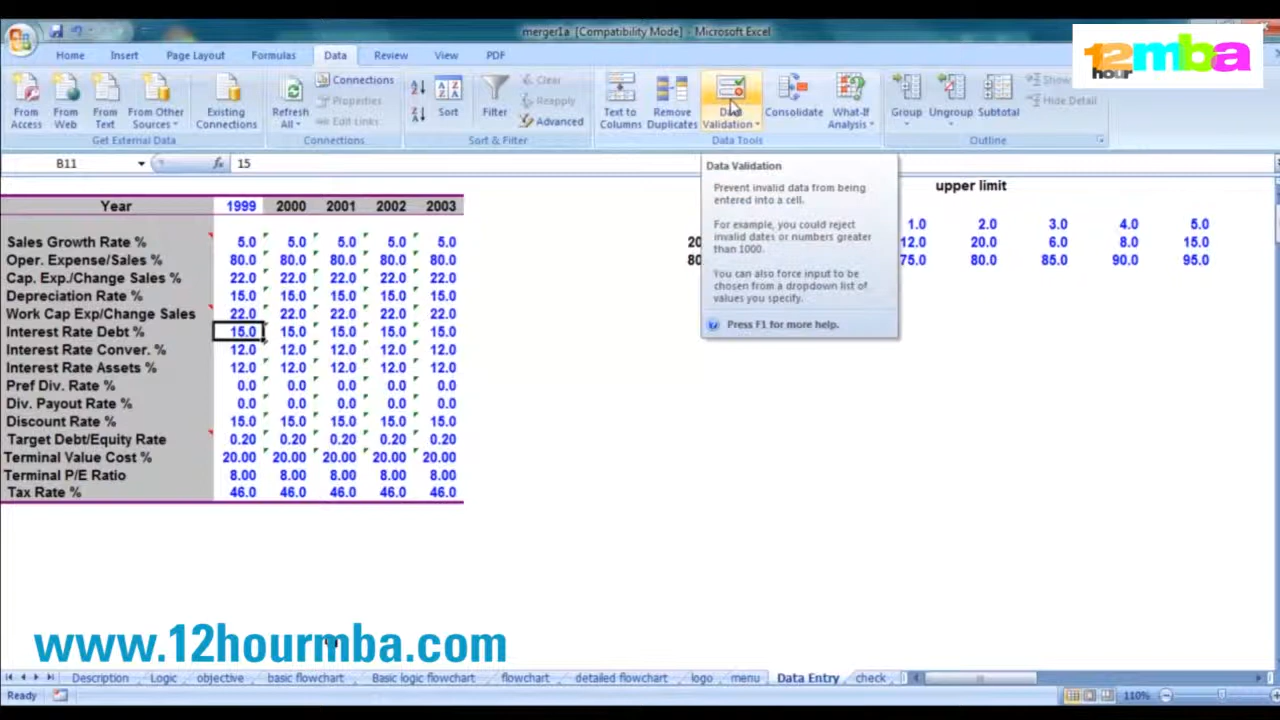 merger1a [Compatibility Mode] - Microsoft Excel
12mba
hour
Home Insert Page Layout Formulas Data Review View PDF
From Access
From Web
From Text
From Other Sources
Existing Connections
Get External Data
Refresh All
Connections
Properties
Edit Links
Connections
Sort
Filter
Clear
Reapply
Advanced
Sort & Filter
Text to Columns
Remove Duplicates
Data Validation
Consolidate
What-If Analysis
Data Tools
Group
Ungroup
Subtotal
Show
Hide Detail
Outline
B11 fx 15
Data Validation
Prevent invalid data from being
entered into a cell.
For example, you could reject
invalid dates or numbers greater
than 1000.
You can also force input to be
chosen from a dropdown list of
values you specify.
Press F1 for more help.
upper limit
1.0 2.0 3.0 4.0 5.0
20 12.0 20.0 6.0 8.0 15.0
80 75.0 80.0 85.0 90.0 95.0
Year 1999 2000 2001 2002 2003
Sales Growth Rate % 5.0 5.0 5.0 5.0 5.0
Oper. Expense/Sales % 80.0 80.0 80.0 80.0 80.0
Cap. Exp./Change Sales % 22.0 22.0 22.0 22.0 22.0
Depreciation Rate % 15.0 15.0 15.0 15.0 15.0
Work Cap Exp/Change Sales 22.0 22.0 22.0 22.0 22.0
Interest Rate Debt % 15.0 15.0 15.0 15.0 15.0
Interest Rate Conver. % 12.0 12.0 12.0 12.0 12.0
Interest Rate Assets % 12.0 12.0 12.0 12.0 12.0
Pref Div. Rate % 0.0 0.0 0.0 0.0 0.0
Div. Payout Rate % 0.0 0.0 0.0 0.0 0.0
Discount Rate % 15.0 15.0 15.0 15.0 15.0
Target Debt/Equity Rate 0.20 0.20 0.20 0.20 0.20
Terminal Value Cost % 20.00 20.00 20.00 20.00 20.00
Terminal P/E Ratio 8.00 8.00 8.00 8.00 8.00
Tax Rate % 46.0 46.0 46.0 46.0 46.0
www.12hourmba.com
Description Logic objective basic flowchart Basic logic flowchart flowchart detailed flowchart logo menu Data Entry check
Ready 110%